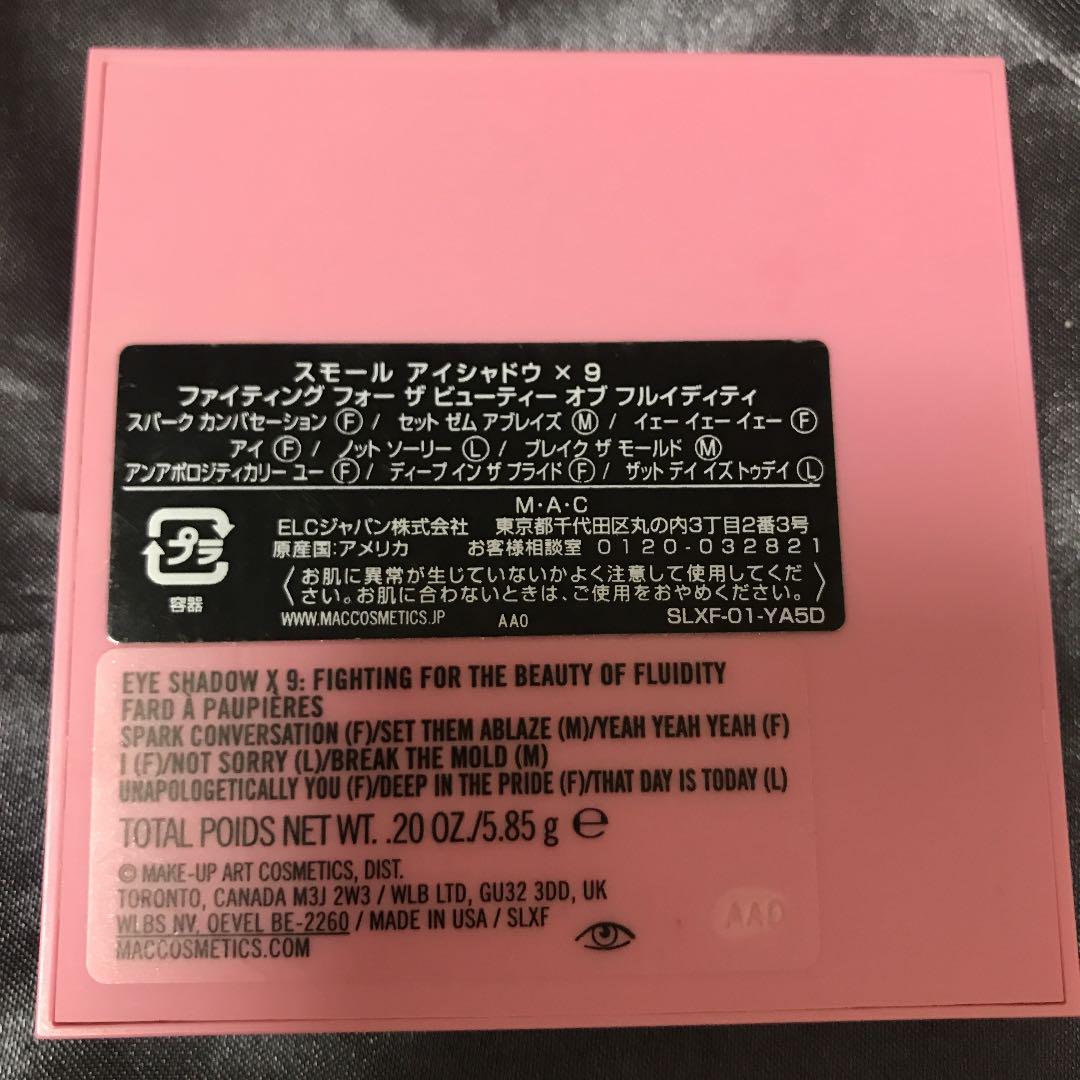 スモール アイシャドウ × 9
ファイティング フォー ザ ビューティー オブ フルイディティ
スパーク カンバセーション Ⓕ / セット ゼム アブレイズ Ⓜ / イェー イェー イェー Ⓕ
アイ Ⓕ / ノット ソーリー Ⓛ / ブレイク ザ モールド Ⓜ
アンアポロジティカリー ユー Ⓕ / ディープ イン ザ プライド Ⓕ / ザット デイ イズ トゥデイ Ⓛ
M・A・C
ELCジャパン株式会社 東京都千代田区丸の内3丁目2番3号
原産国:アメリカ お客様相談室 0120-032821
プラ
容器
お肌に異常が生じていないかよく注意して使用してくだ
さい。お肌に合わないときは、ご使用をおやめください。
WWW.MACCOSMETICS.JP AA0 SLXF-01-YA5D
EYE SHADOW X 9: FIGHTING FOR THE BEAUTY OF FLUIDITY
FARD À PAUPIÈRES
SPARK CONVERSATION (F)/SET THEM ABLAZE (M)/YEAH YEAH YEAH (F)
I (F)/NOT SORRY (L)/BREAK THE MOLD (M)
UNAPOLOGETICALLY YOU (F)/DEEP IN THE PRIDE (F)/THAT DAY IS TODAY (L)
TOTAL POIDS NET WT. .20 OZ./5.85 g ℮
© MAKE-UP ART COSMETICS, DIST.
TORONTO, CANADA M3J 2W3 / WLB LTD, GU32 3DD, UK
WLBS NV, OEVEL BE-2260 / MADE IN USA / SLXF
MACCOSMETICS.COM
AA0